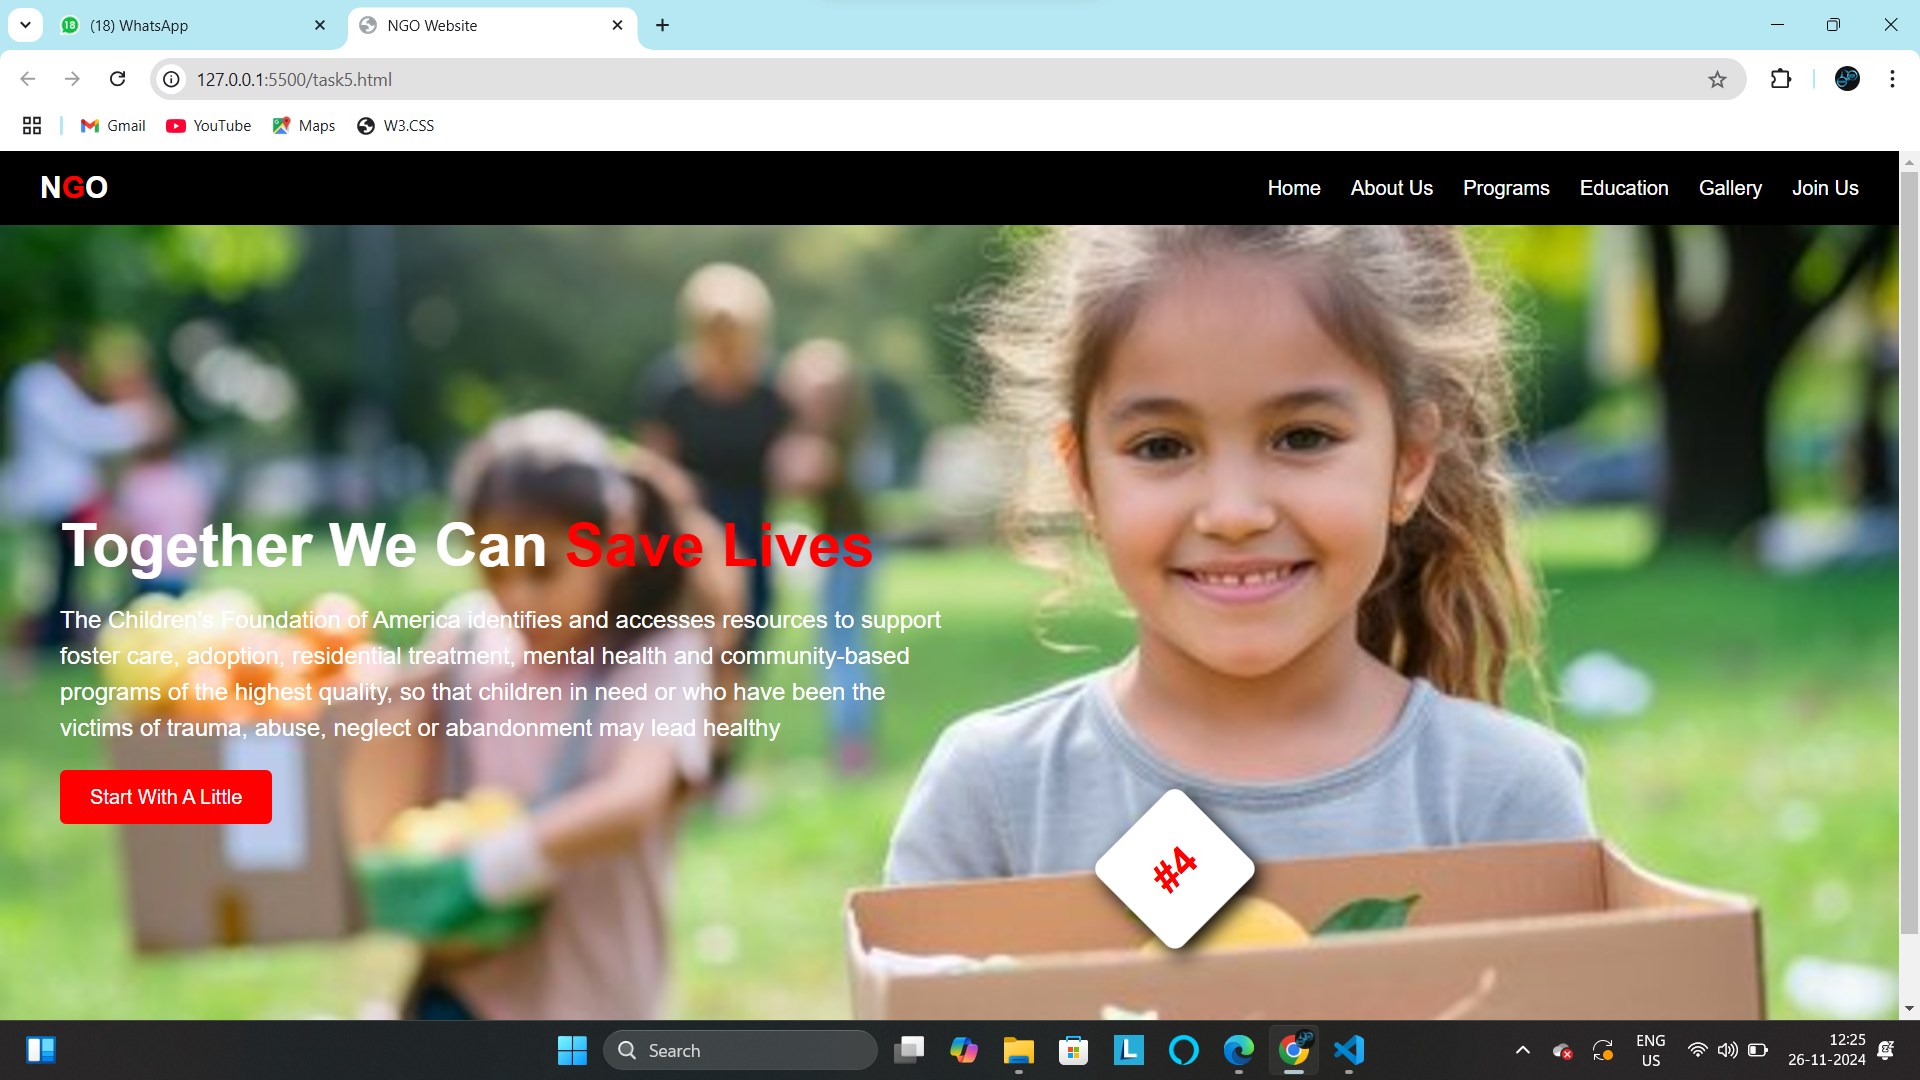 18
(18) WhatsApp
NGO Website
127.0.0.1:5500/task5.html
Gmail
YouTube
Maps
W3.CSS
NGO
Home
About Us
Programs
Education
Gallery
Join Us
Together We Can Save Lives
The Children's Foundation of America identifies and accesses resources to support
foster care, adoption, residential treatment, mental health and community-based
programs of the highest quality, so that children in need or who have been the
victims of trauma, abuse, neglect or abandonment may lead healthy
Start With A Little
#4
Search
L
ENG
US
12:25
26-11-2024